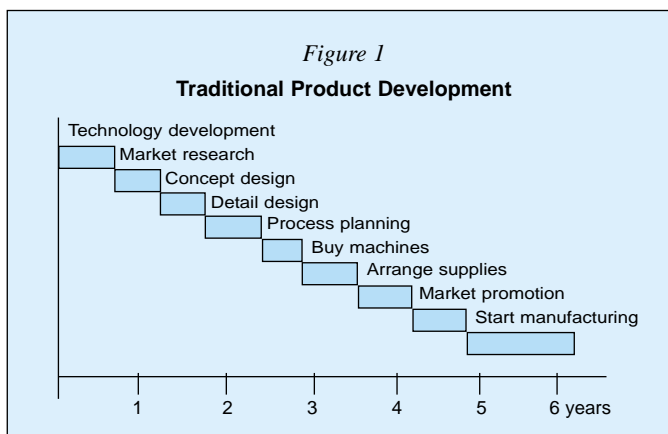 Figure 1
Traditional Product Development
Technology development
Market research
Concept design
Detail design
Process planning
Buy machines
Arrange supplies
Market promotion
Start manufacturing
1 2 3 4 5 6 years